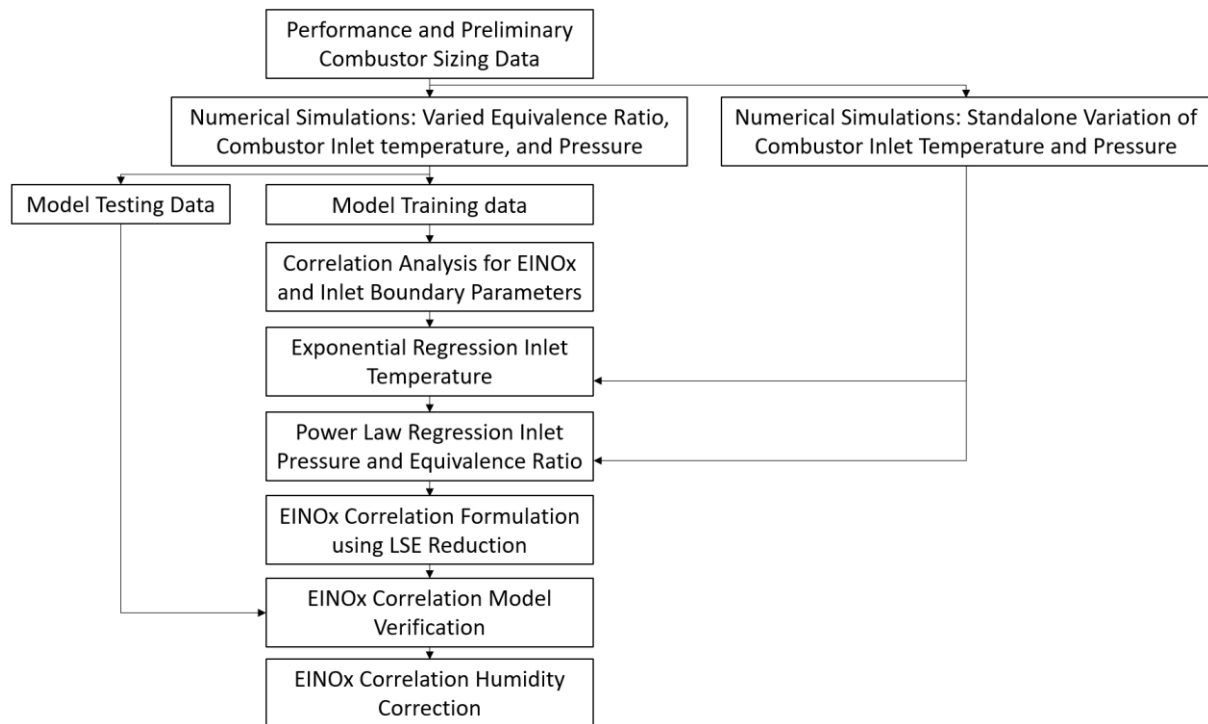 Performance and Preliminary
Combustor Sizing Data
Numerical Simulations: Varied Equivalence Ratio,
Combustor Inlet temperature, and Pressure
Numerical Simulations: Standalone Variation of
Combustor Inlet Temperature and Pressure
Model Testing Data
Model Training data
Correlation Analysis for EINOx
and Inlet Boundary Parameters
Exponential Regression Inlet
Temperature
Power Law Regression Inlet
Pressure and Equivalence Ratio
EINOx Correlation Formulation
using LSE Reduction
EINOx Correlation Model
Verification
EINOx Correlation Humidity
Correction